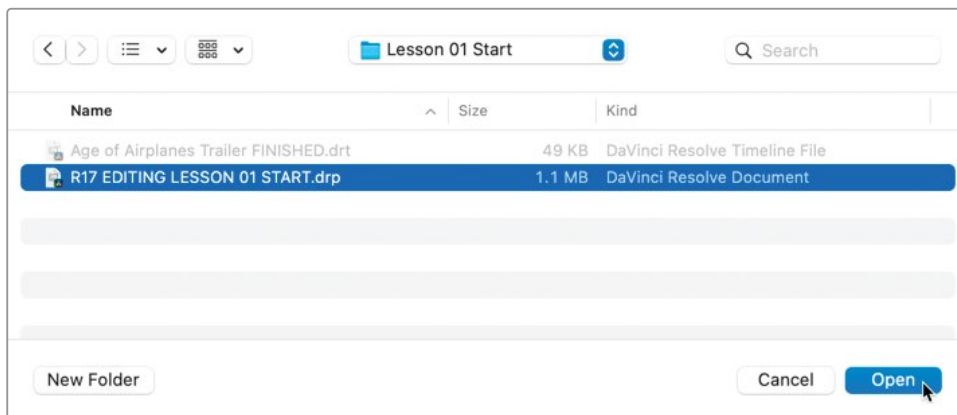 Lesson 01 Start
Search
Name Size Kind
Age of Airplanes Trailer FINISHED.drt 49 KB DaVinci Resolve Timeline File
R17 EDITING LESSON 01 START.drp 1.1 MB DaVinci Resolve Document
New Folder Cancel Open